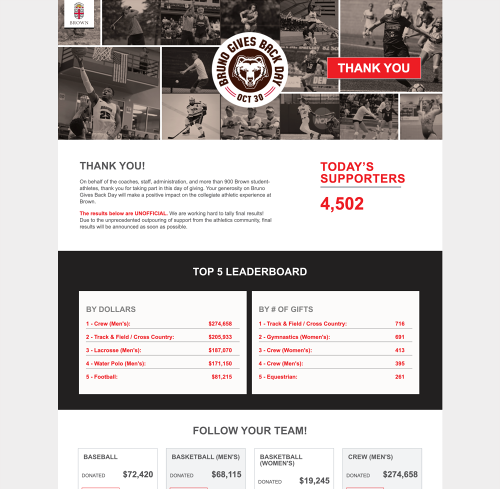 BROWN
BRUNO GIVES BACK DAY
OCT 30
THANK YOU
THANK YOU!
On behalf of the coaches, staff, administration, and more than 900 Brown student-
athletes, thank you for taking part in this day of giving. Your generosity on Bruno
Gives Back Day will make a positive impact on the collegiate athletic experience at
Brown.
The results below are UNOFFICIAL. We are working hard to tally final results!
Due to the unprecedented outpouring of support from the athletics community, final
results will be announced as soon as possible.
TODAY'S
SUPPORTERS
4,502
TOP 5 LEADERBOARD
BY DOLLARS
1 - Crew (Men's): $274,658
2 - Track & Field / Cross Country: $205,933
3 - Lacrosse (Men's): $187,070
4 - Water Polo (Men's): $171,150
5 - Football: $81,215
BY # OF GIFTS
1 - Track & Field / Cross Country: 716
2 - Gymnastics (Women's): 691
3 - Crew (Women's): 413
4 - Crew (Men's): 395
5 - Equestrian: 261
FOLLOW YOUR TEAM!
BASEBALL
DONATED $72,420
BASKETBALL (MEN'S)
DONATED $68,115
BASKETBALL
(WOMEN'S)
DONATED $19,245
CREW (MEN'S)
DONATED $274,658